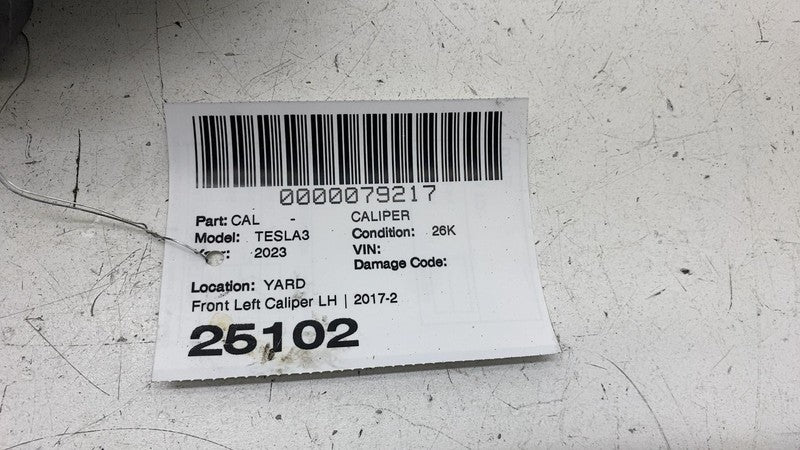 0000079217
Part: CAL - CALIPER
Model: TESLA3 Condition: 26K
Year: 2023 VIN:
Damage Code:
Location: YARD
Front Left Caliper LH | 2017-2
25102